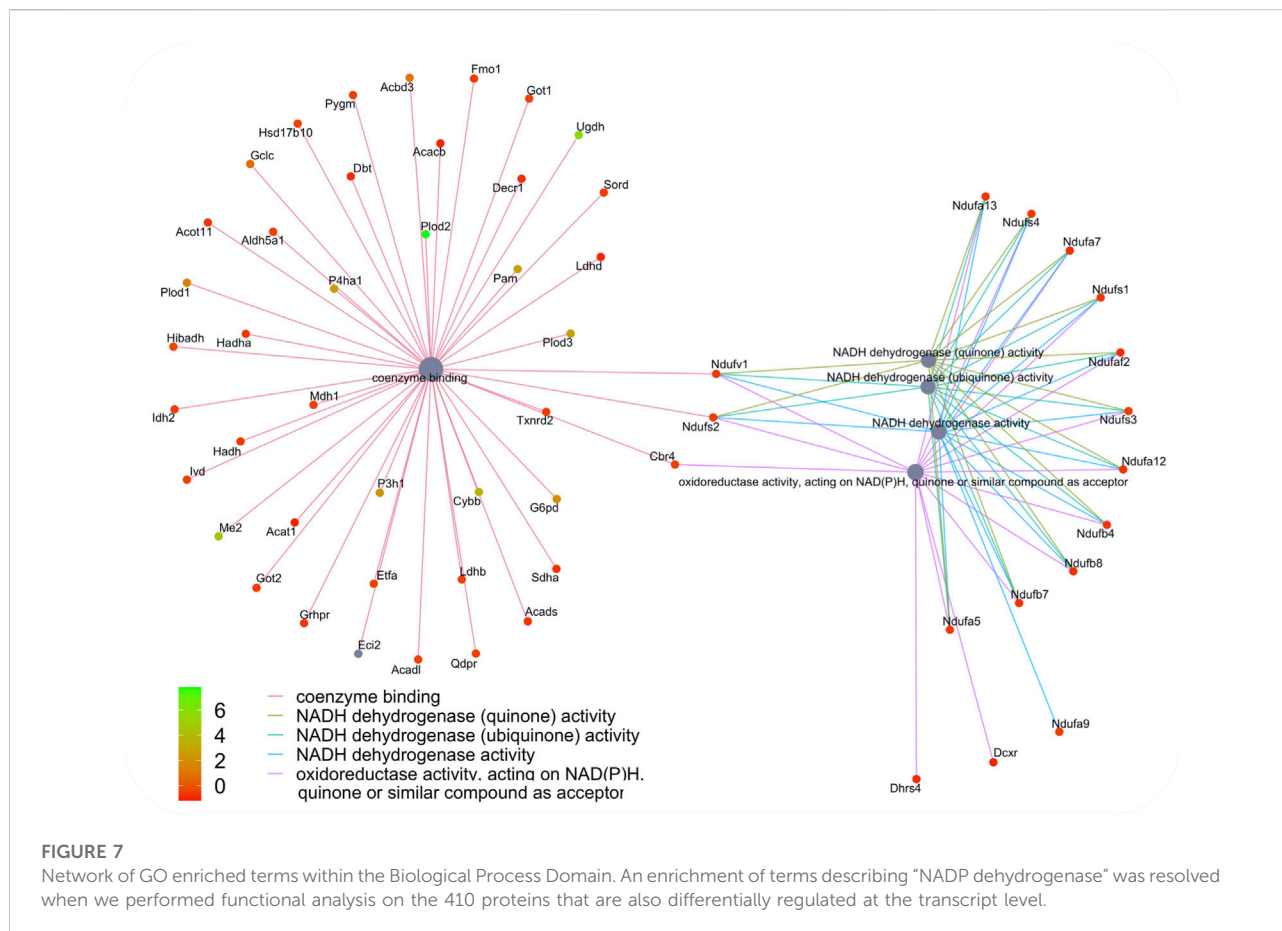 Fmo1
Acbd3
Got1
Pygm
Ugdh
Hsd17b10
Acacb
Gclc
Dbt
Decr1
Sord
Ndufa13
Ndufs4
Plod2
Acot11
Aldh5a1
Ndufa7
Ldhd
P4ha1
Pam
Plod1
Ndufs1
Hibadh
Hadha
Plod3
NADH dehydrogenase (quinone) activity
Ndufv1
Ndufaf2
coenzyme binding
NADH dehydrogenase (ubiquinone) activity
Idh2
Mdh1
Txnrd2
Ndufs2
NADH dehydrogenase activity
Ndufs3
Hadh
Cbr4
Ndufa12
Ivd
oxidoreductase activity, acting on NAD(P)H, quinone or similar compound as acceptor
P3h1
Cybb
G6pd
Me2
Acat1
Ndufb4
Ndufb8
Got2
Etfa
Ldhb
Sdha
Ndufb7
Grhpr
Acads
Ndufa5
Eci2
Acadl
Qdpr
Ndufa9
Dcxr
Dhrs4
6
4
2
0
coenzyme binding
NADH dehydrogenase (quinone) activity
NADH dehydrogenase (ubiquinone) activity
NADH dehydrogenase activity
oxidoreductase activity, acting on NAD(P)H,
quinone or similar compound as acceptor
FIGURE 7
Network of GO enriched terms within the Biological Process Domain. An enrichment of terms describing “NADP dehydrogenase” was resolved
when we performed functional analysis on the 410 proteins that are also differentially regulated at the transcript level.